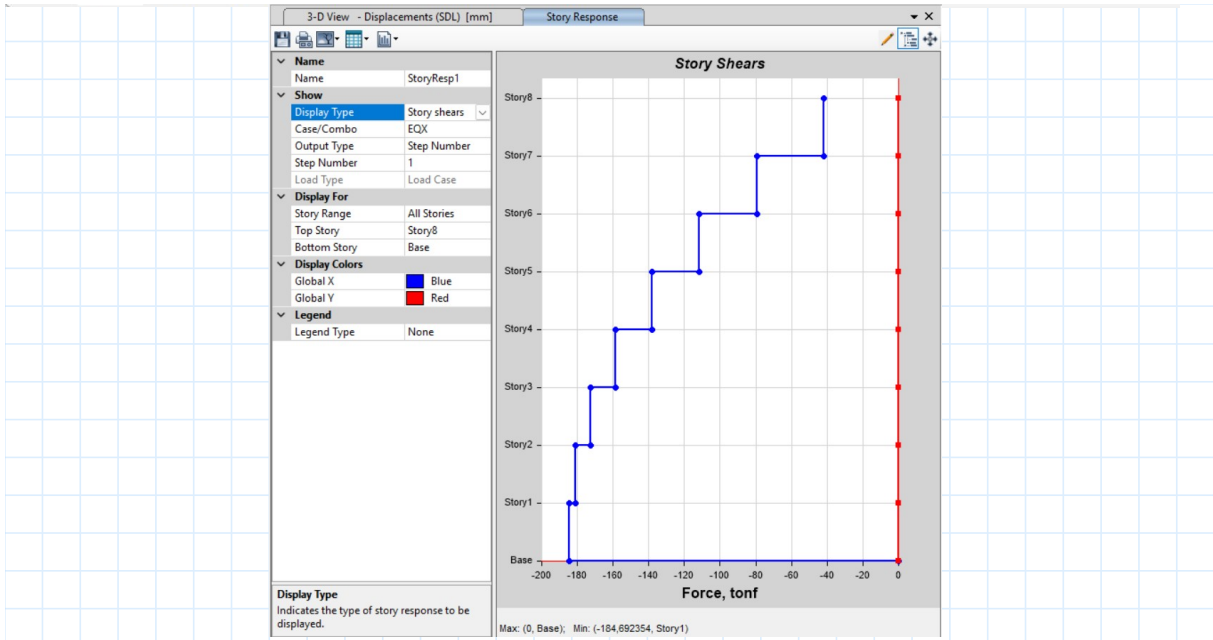 3-D View - Displacements (SDL) [mm]
Story Response
Name
Name StoryResp1
Show
Display Type Story shears
Case/Combo EQX
Output Type Step Number
Step Number 1
Load Type Load Case
Display For
Story Range All Stories
Top Story Story8
Bottom Story Base
Display Colors
Global X Blue
Global Y Red
Legend
Legend Type None
Display Type
Indicates the type of story response to be
displayed.
Story Shears
Story8
Story7
Story6
Story5
Story4
Story3
Story2
Story1
Base
-200 -180 -160 -140 -120 -100 -80 -60 -40 -20 0
Force, tonf
Max: (0, Base); Min: (-184,692354, Story1)